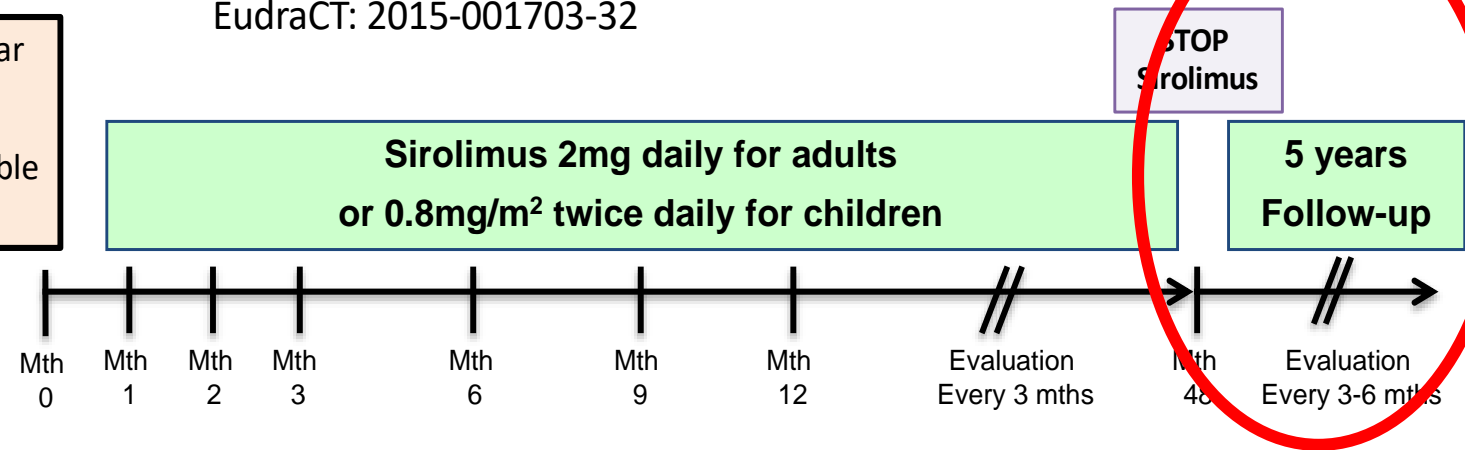 EudraCT: 2015-001703-32
ar
ble
STOP
Sirolimus
Sirolimus 2mg daily for adults
or 0.8mg/m² twice daily for children
5 years
Follow-up
Mth
0
Mth
1
Mth
2
Mth
3
Mth
6
Mth
9
Mth
12
Evaluation
Every 3 mths
Mth
48
Evaluation
Every 3-6 mths